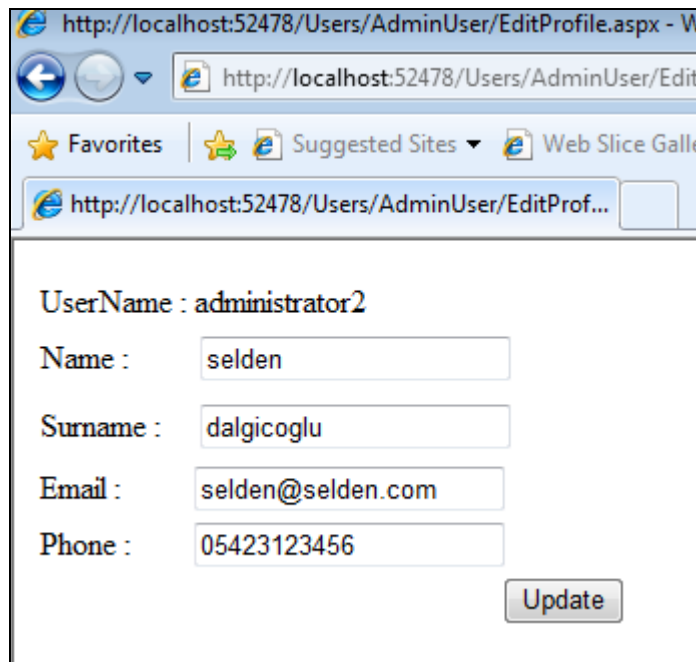 http://localhost:52478/Users/AdminUser/EditProfile.aspx - W
http://localhost:52478/Users/AdminUser/Edit
Favorites Suggested Sites Web Slice Galle
http://localhost:52478/Users/AdminUser/EditProf...
UserName : administrator2
Name : selden
Surname : dalgicoglu
Email : selden@selden.com
Phone : 05423123456
Update